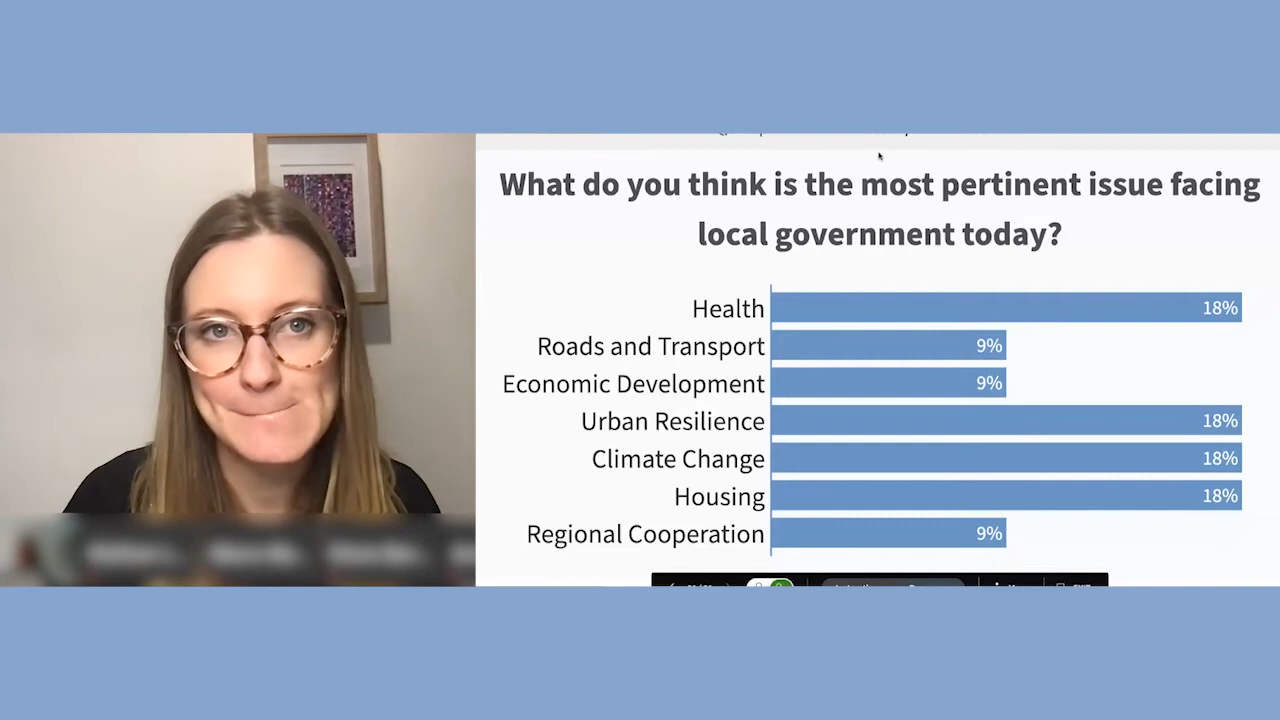 What do you think is the most pertinent issue facing
local government today?
Health 18%
Roads and Transport 9%
Economic Development 9%
Urban Resilience 18%
Climate Change 18%
Housing 18%
Regional Cooperation 9%